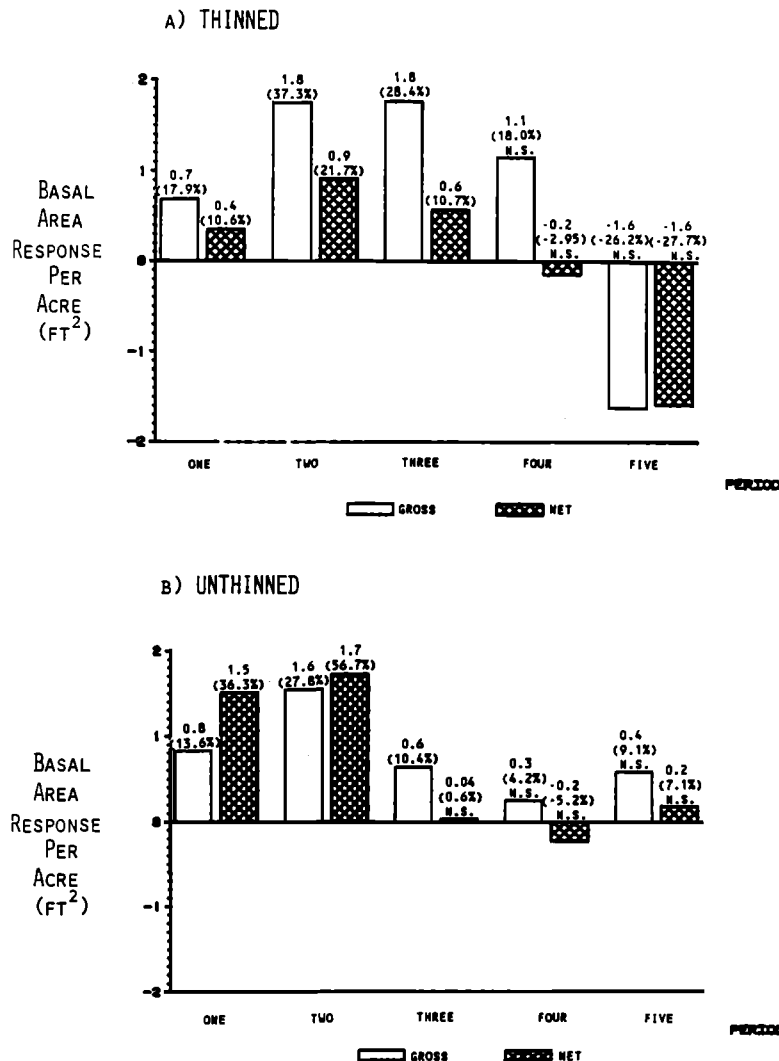 A) THINNED
2
1
0
-1
-2
BASAL
AREA
RESPONSE
PER
ACRE
(FT²)
0.7
(17.9%)
0.4
(10.6%)
1.8
(37.3%)
0.9
(21.7%)
1.8
(28.4%)
0.6
(10.7%)
1.1
(18.0%)
N.S.
-0.2
(-2.95)
N.S.
-1.6
(-26.2%)
N.S.
-1.6
(-27.7%)
N.S.
ONE TWO THREE FOUR FIVE
PERIOD
GROSS NET
B) UNTHINNED
2
1
0
-1
-2
BASAL
AREA
RESPONSE
PER
ACRE
(FT²)
0.8
(13.6%)
1.5
(36.3%)
1.6
(27.8%)
1.7
(56.7%)
0.6
(10.4%)
0.04
(0.6%)
N.S.
0.3
(4.2%)
N.S.
-0.2
(-5.2%)
N.S.
0.4
(9.1%)
N.S.
0.2
(7.1%)
N.S.
ONE TWO THREE FOUR FIVE
PERIOD
GROSS NET